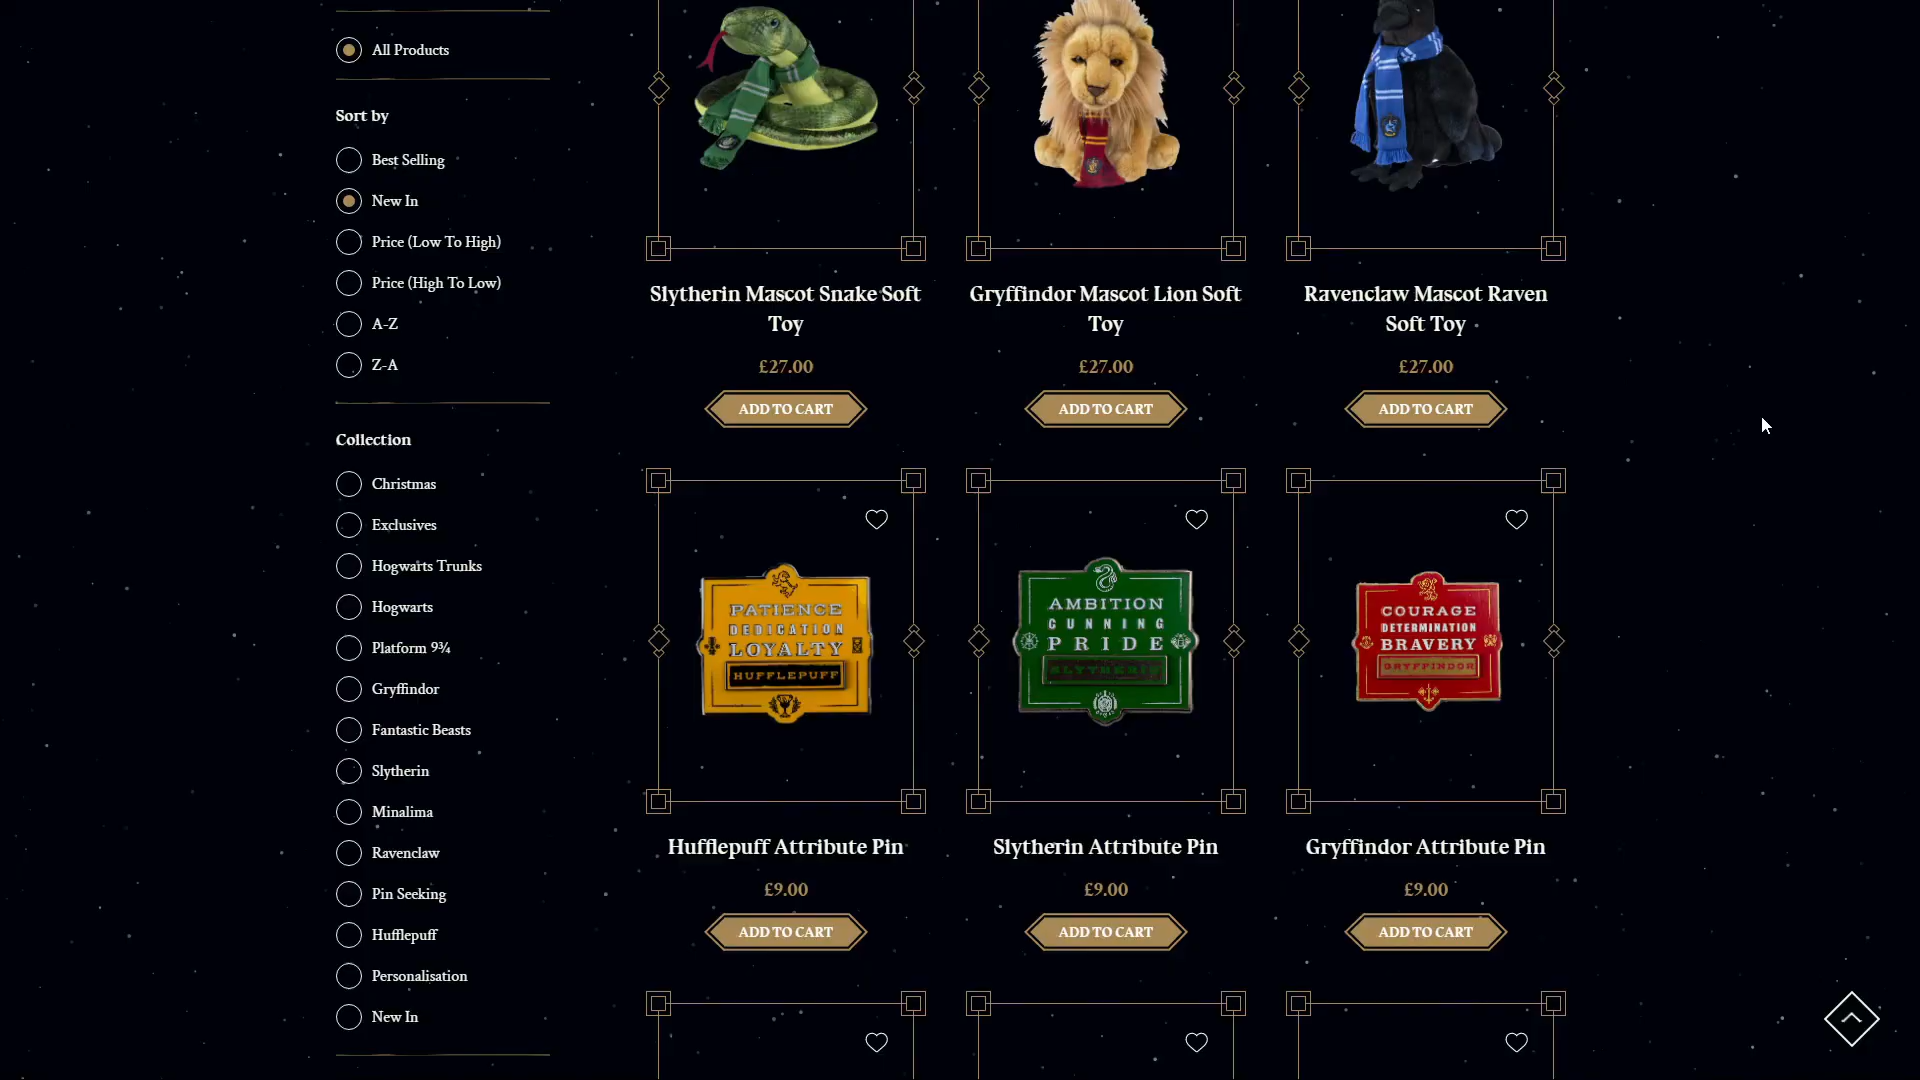 All Products
Sort by
Best Selling
New In
Price (Low To High)
Price (High To Low)
A-Z
Z-A
Collection
Christmas
Exclusives
Hogwarts Trunks
Hogwarts
Platform 9¾
Gryffindor
Fantastic Beasts
Slytherin
Minalima
Ravenclaw
Pin Seeking
Hufflepuff
Personalisation
New In
Slytherin Mascot Snake Soft
Toy
£27.00
ADD TO CART
Gryffindor Mascot Lion Soft
Toy
£27.00
ADD TO CART
Ravenclaw Mascot Raven
Soft Toy
£27.00
ADD TO CART
PATIENCE
DEDICATION
LOYALTY
HUFFLEPUFF
Hufflepuff Attribute Pin
£9.00
ADD TO CART
AMBITION
CUNNING
PRIDE
SLYTHERIN
Slytherin Attribute Pin
£9.00
ADD TO CART
COURAGE
DETERMINATION
BRAVERY
GRYFFINDOR
Gryffindor Attribute Pin
£9.00
ADD TO CART